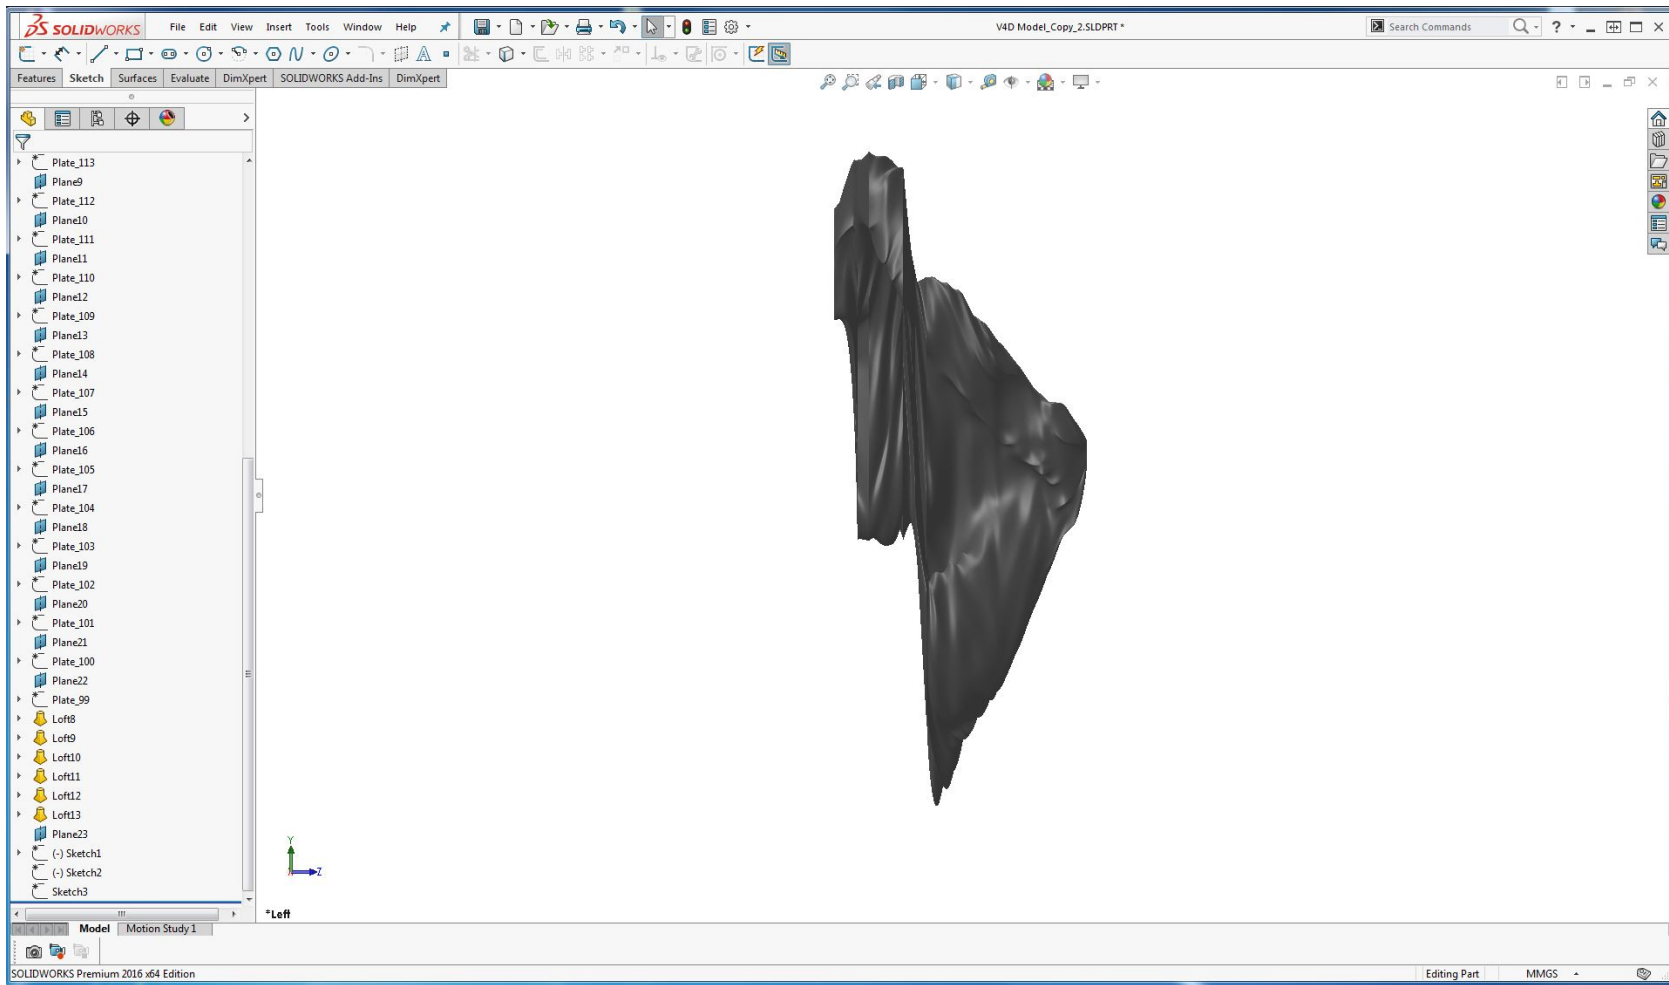 SOLIDWORKS File Edit View Insert Tools Window Help V4D Model_Copy_2.SLDPRT * Search Commands
Features Sketch Surfaces Evaluate DimXpert SOLIDWORKS Add-Ins DimXpert
Plate_113
Plane9
Plate_112
Plane10
Plate_111
Plane11
Plate_110
Plane12
Plate_109
Plane13
Plate_108
Plane14
Plate_107
Plane15
Plate_106
Plane16
Plate_105
Plane17
Plate_104
Plane18
Plate_103
Plane19
Plate_102
Plane20
Plate_101
Plane21
Plate_100
Plane22
Plate_99
Loft8
Loft9
Loft10
Loft11
Loft12
Loft13
Plane23
(-) Sketch1
(-) Sketch2
Sketch3
Y
Z
*Left
Model Motion Study 1
SOLIDWORKS Premium 2016 x64 Edition Editing Part MMGS